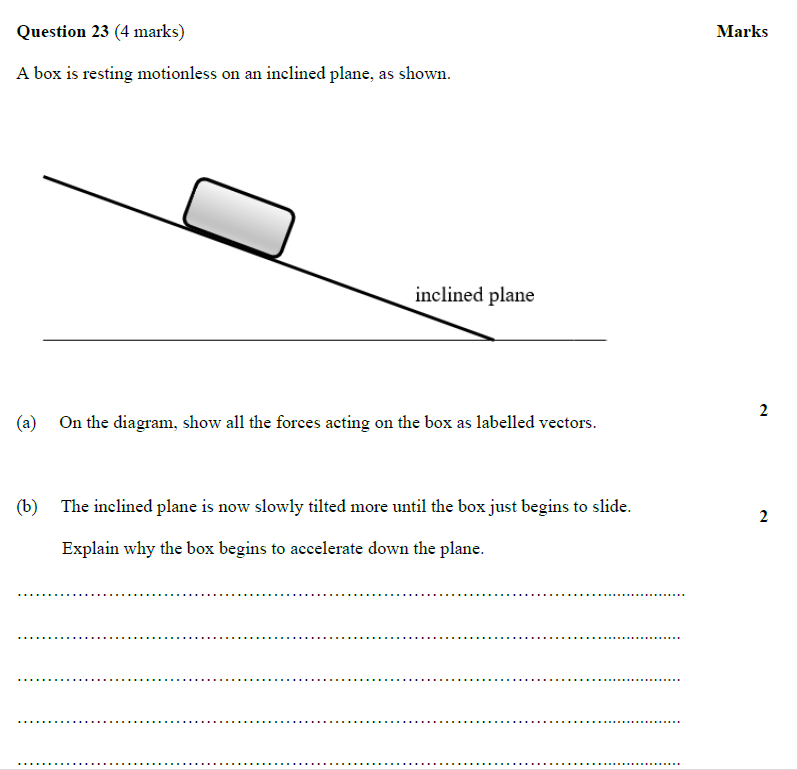 Question 23 (4 marks) Marks
A box is resting motionless on an inclined plane, as shown.
inclined plane
(a) On the diagram, show all the forces acting on the box as labelled vectors. 2
(b) The inclined plane is now slowly tilted more until the box just begins to slide. 2
Explain why the box begins to accelerate down the plane.